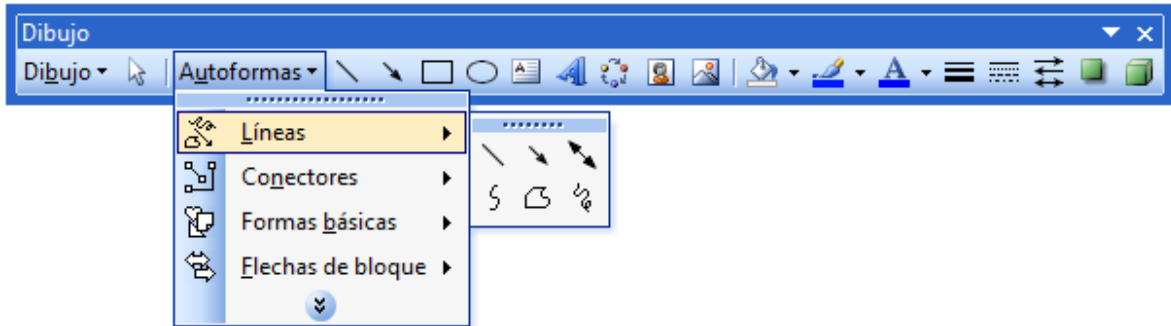 Dibujo
Dibujo Autoformas
Líneas
Conectores
Formas básicas
Flechas de bloque